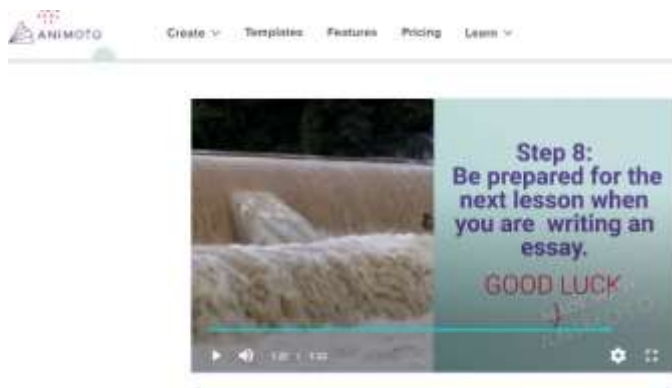 ANIMOTO
Create Templates Features Pricing Learn
Step 8:
Be prepared for the
next lesson when
you are writing an
essay.
GOOD LUCK